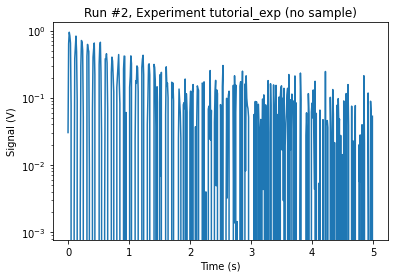 Run #2, Experiment tutorial_exp (no sample)
Signal (V)
10⁰
10⁻¹
10⁻²
10⁻³
0 1 2 3 4 5
Time (s)